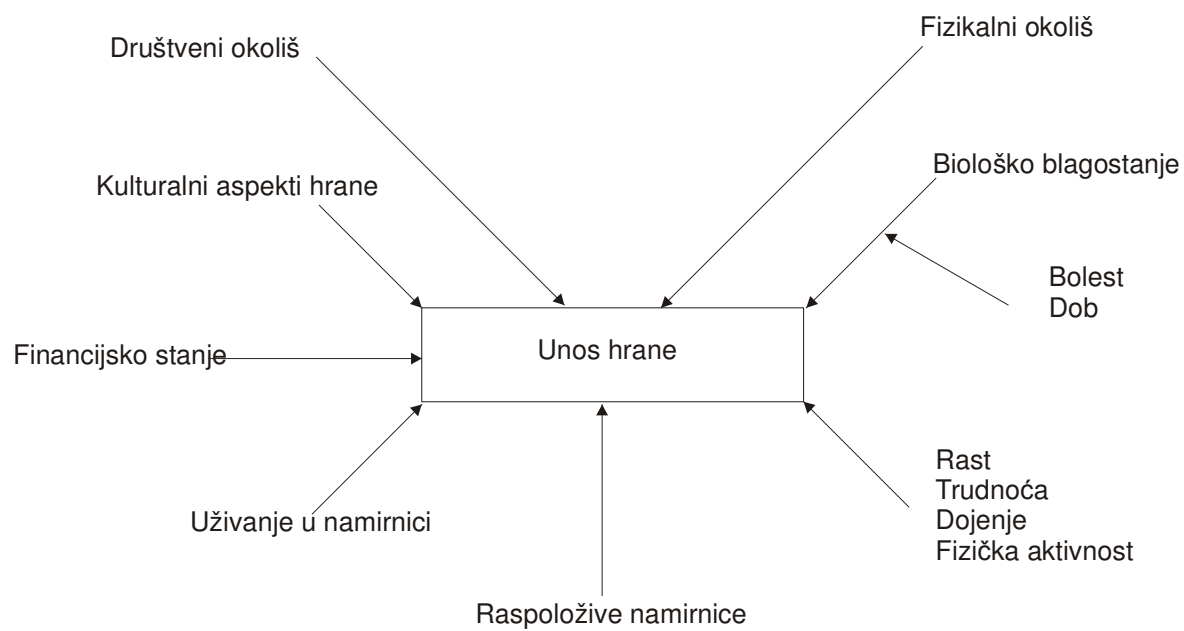 Fizikalni okoliš
Društveni okoliš
Biološko blagostanje
Kulturalni aspekti hrane
Bolest
Dob
Unos hrane
Financijsko stanje
Rast
Trudnoća
Dojenje
Fizička aktivnost
Uživanje u namirnici
Raspoložive namirnice